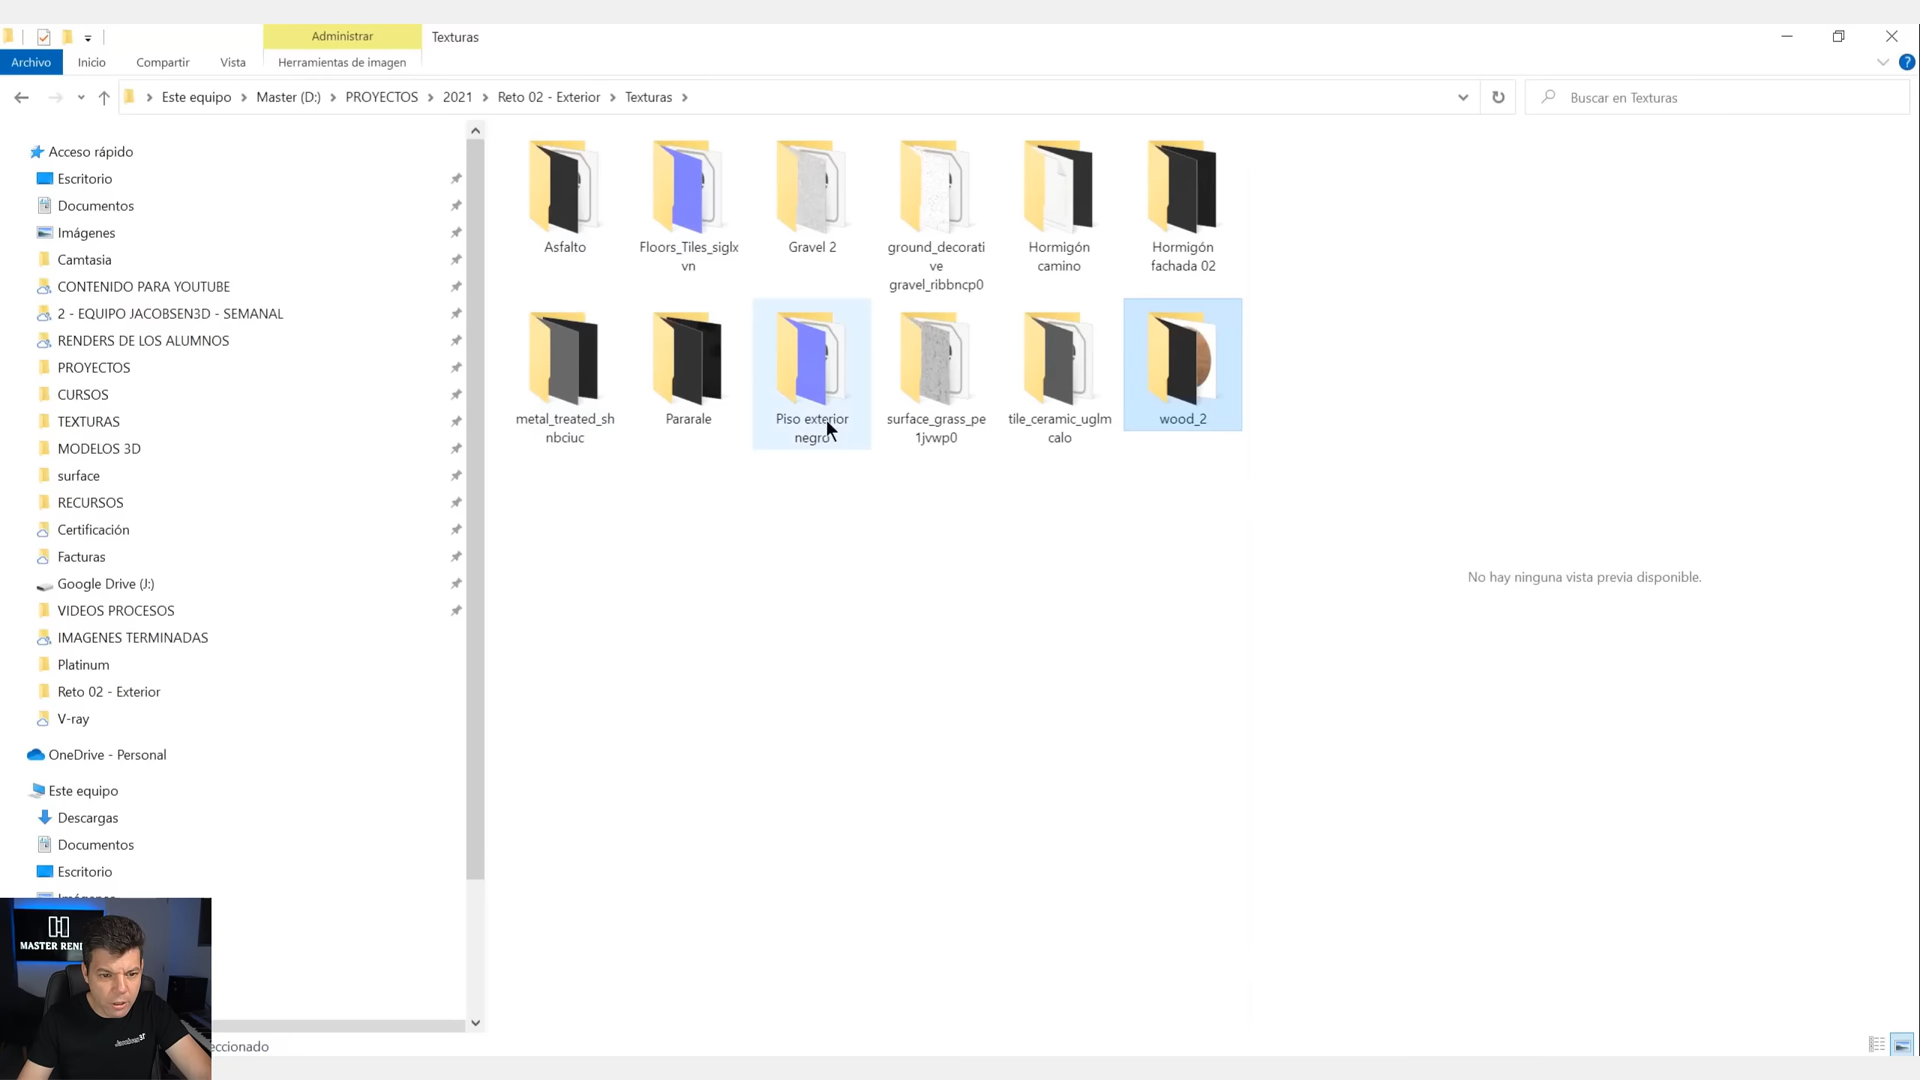 Administrar
Texturas
Archivo
Inicio
Compartir
Vista
Herramientas de imagen
Este equipo
Master (D:)
PROYECTOS
2021
Reto 02 - Exterior
Texturas
Buscar en Texturas
Acceso rápido
Escritorio
Documentos
Imágenes
Camtasia
CONTENIDO PARA YOUTUBE
2 - EQUIPO JACOBSEN3D - SEMANAL
RENDERS DE LOS ALUMNOS
PROYECTOS
CURSOS
TEXTURAS
MODELOS 3D
surface
RECURSOS
Certificación
Facturas
Google Drive (J:)
VIDEOS PROCESOS
IMAGENES TERMINADAS
Platinum
Reto 02 - Exterior
V-ray
OneDrive - Personal
Este equipo
Descargas
Documentos
Escritorio
Asfalto
Floors_Tiles_siglx
vn
Gravel 2
ground_decorati
ve
gravel_ribbncp0
Hormigón
camino
Hormigón
fachada 02
metal_treated_sh
nbciuc
Pararale
Piso exterior
negro
surface_grass_pe
1jvwp0
tile_ceramic_uglm
calo
wood_2
No hay ninguna vista previa disponible.
eccionado
MASTER REN